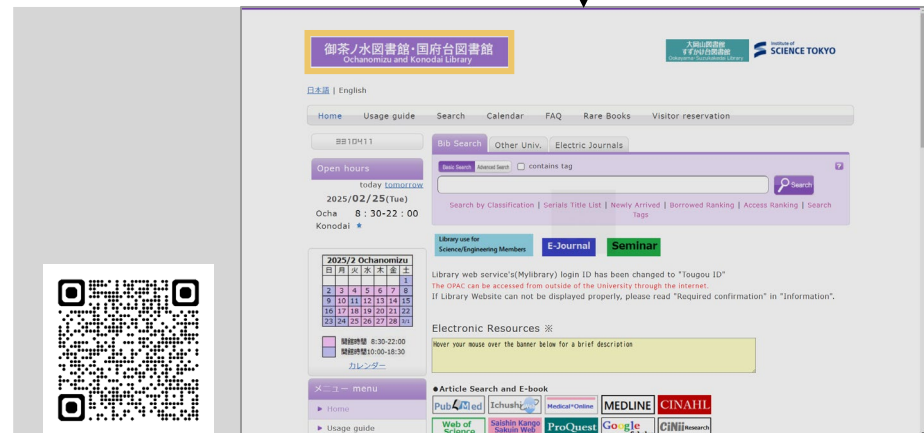 御茶ノ水図書館・国府台図書館
Ochanomizu and Konodai Library
大岡山図書館
すずかけ台図書館
Institute of
SCIENCE TOKYO
日本語 | English
Home Usage guide Search Calendar FAQ Rare Books Visitor reservation
3910411
Bib Search Other Univ. Electric Journals
Open hours
Basic Search Advanced Search contains tag
today tomorrow
Search
2025/02/25(Tue)
Search by Classification | Serials Title List | Newly Arrived | Borrowed Ranking | Access Ranking | Search
Tags
Ocha 8：30-22：00
Konodai ★
Library use for
Science/Engineering Members
E-Journal
Seminar
2025/2 Ochanomizu
日 月 火 水 木 金 土
1
2 3 4 5 6 7 8
9 10 11 12 13 14 15
16 17 18 19 20 21 22
23 24 25 26 27 28 3/1
Library web service's(Mylibrary) login ID has been changed to "Tougou ID"
The OPAC can be accessed from outside of the University through the internet.
If Library Website can not be displayed properly, please read "Required confirmation" in "Information".
Electronic Resources ※
Hover your mouse over the banner below for a brief description
開館時間 8:30-22:00
開館時間10:00-18:30
カレンダー
メニュー menu
●Article Search and E-book
Home
PubMed Ichushi Medical*Online MEDLINE CINAHL
Usage guide
Web of
Science
Saishin Kango
Sakuin Web
ProQuest
Google
CiNii Research